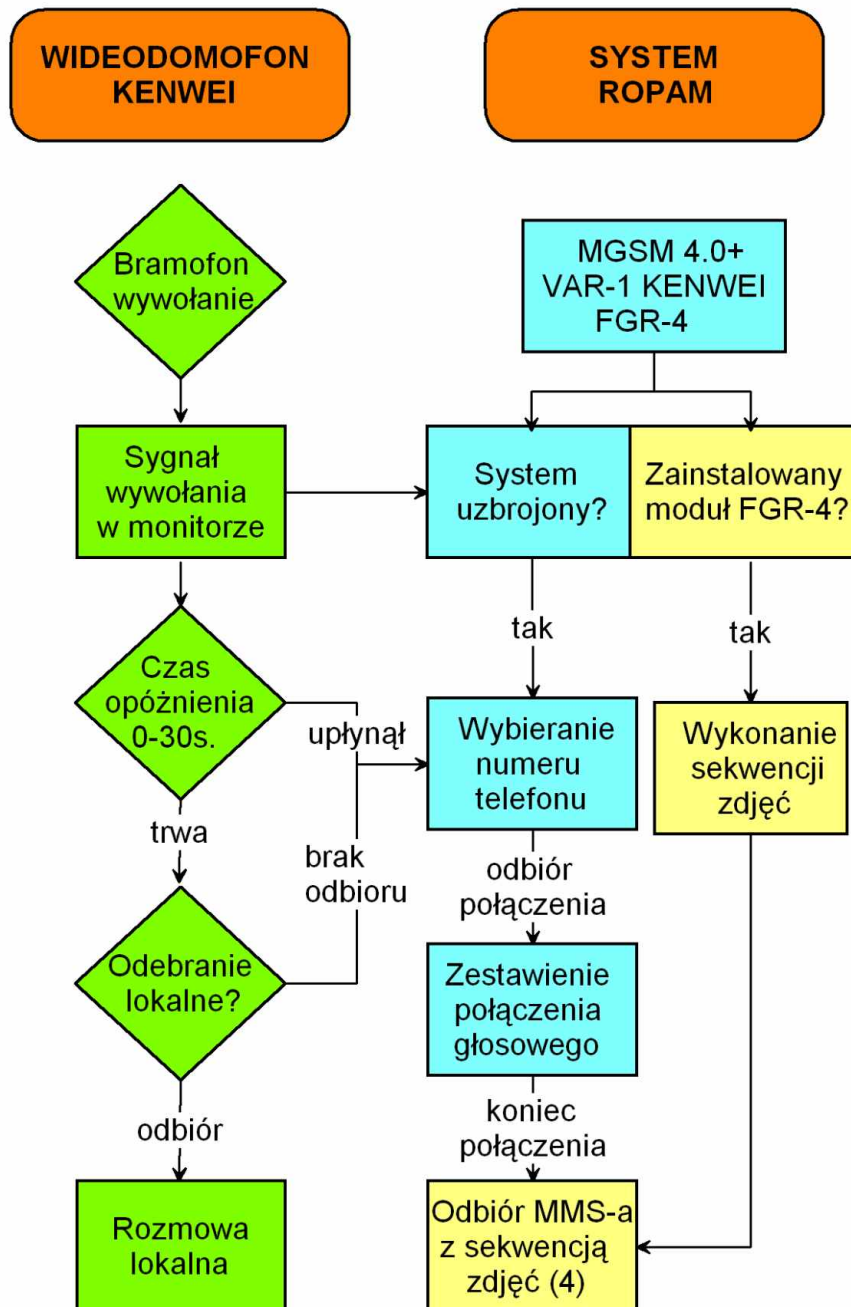 WIDEODOMOFON
KENWEI
SYSTEM
ROPAM
Bramofon
wywołanie
MGSM 4.0+
VAR-1 KENWEI
FGR-4
Sygnał
wywołania
w monitorze
System
uzbrojony?
Zainstalowany
moduł FGR-4?
tak
tak
Czas
opóżnienia
0-30s.
upłynął
Wybieranie
numeru
telefonu
Wykonanie
sekwencji
zdjęć
trwa
brak
odbioru
odbiór
połączenia
Odebranie
lokalne?
Zestawienie
połączenia
głosowego
odbiór
koniec
połączenia
Rozmowa
lokalna
Odbiór MMS-a
z sekwencją
zdjęć (4)